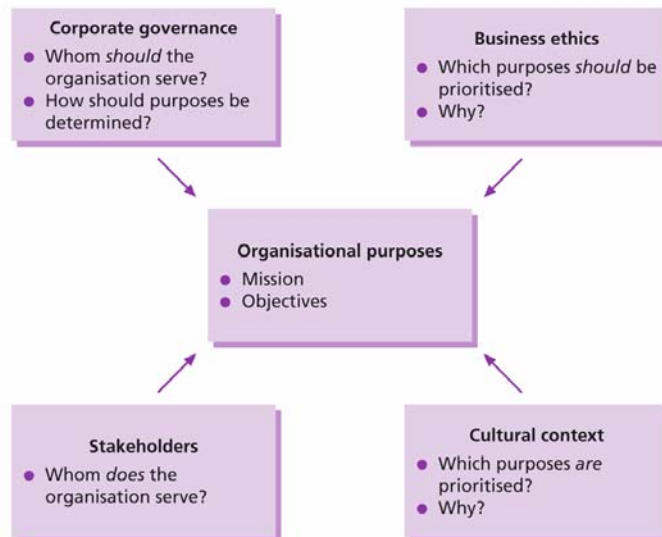 Corporate governance
● Whom should the
organisation serve?
● How should purposes be
determined?
Business ethics
● Which purposes should be
prioritised?
● Why?
Organisational purposes
● Mission
● Objectives
Stakeholders
● Whom does the
organisation serve?
Cultural context
● Which purposes are
prioritised?
● Why?